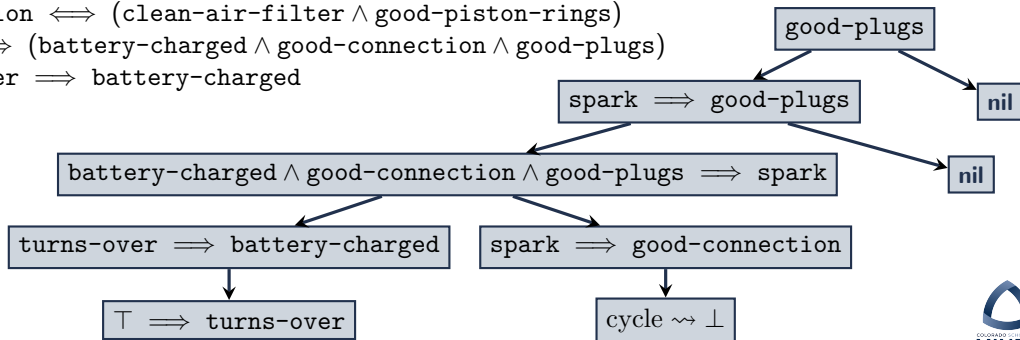 ion ⟺ (clean-air-filter ∧ good-piston-rings)
⇒ (battery-charged ∧ good-connection ∧ good-plugs)
er ⟹ battery-charged
good-plugs
spark ⟹ good-plugs
nil
battery-charged ∧ good-connection ∧ good-plugs ⟹ spark
nil
turns-over ⟹ battery-charged
spark ⟹ good-connection
⊤ ⟹ turns-over
cycle ⇝ ⊥